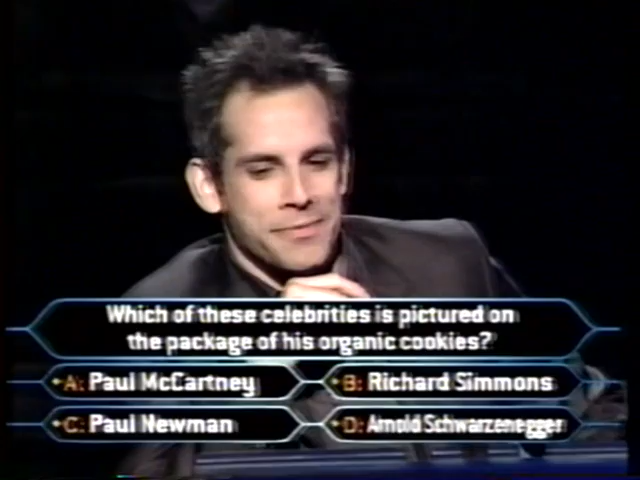 Which of these celebrities is pictured on
the package of his organic cookies?
A: Paul McCartney
B: Richard Simmons
C: Paul Newman
D: Arnold Schwarzenegger